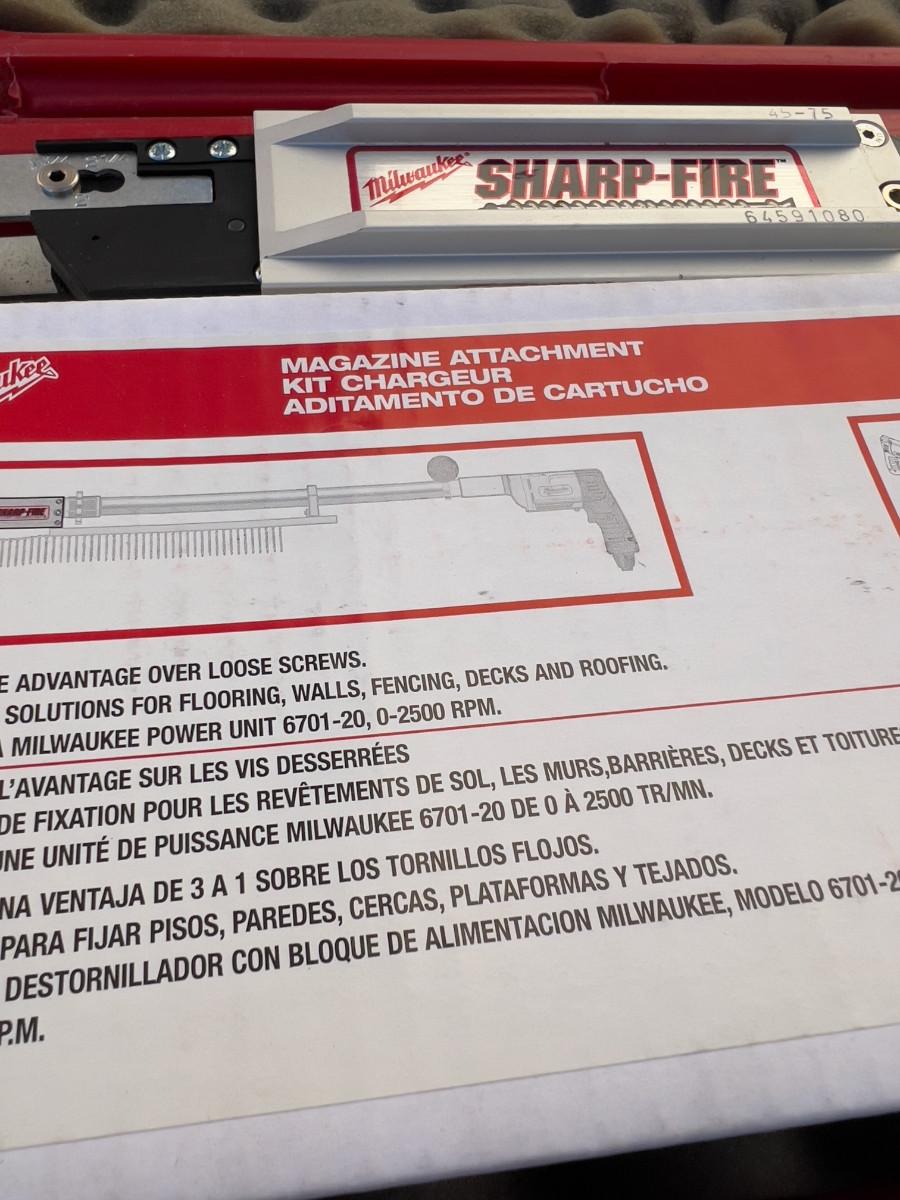 45-75
Milwaukee
SHARP-FIRE™
64591080
MAGAZINE ATTACHMENT
KIT CHARGEUR
ADITAMENTO DE CARTUCHO
SHARP-FIRE
ADVANTAGE OVER LOOSE SCREWS.
SOLUTIONS FOR FLOORING, WALLS, FENCING, DECKS AND ROOFING.
MILWAUKEE POWER UNIT 6701-20, 0-2500 RPM.
L'AVANTAGE SUR LES VIS DESSERRÉES
DE FIXATION POUR LES REVÊTEMENTS DE SOL, LES MURS,BARRIÈRES, DECKS ET TOITURE
UNE UNITÉ DE PUISSANCE MILWAUKEE 6701-20 DE 0 À 2500 TR/MN.
NA VENTAJA DE 3 A 1 SOBRE LOS TORNILLOS FLOJOS.
PARA FIJAR PISOS, PAREDES, CERCAS, PLATAFORMAS Y TEJADOS.
DESTORNILLADOR CON BLOQUE DE ALIMENTACION MILWAUKEE, MODELO 6701-20
P.M.